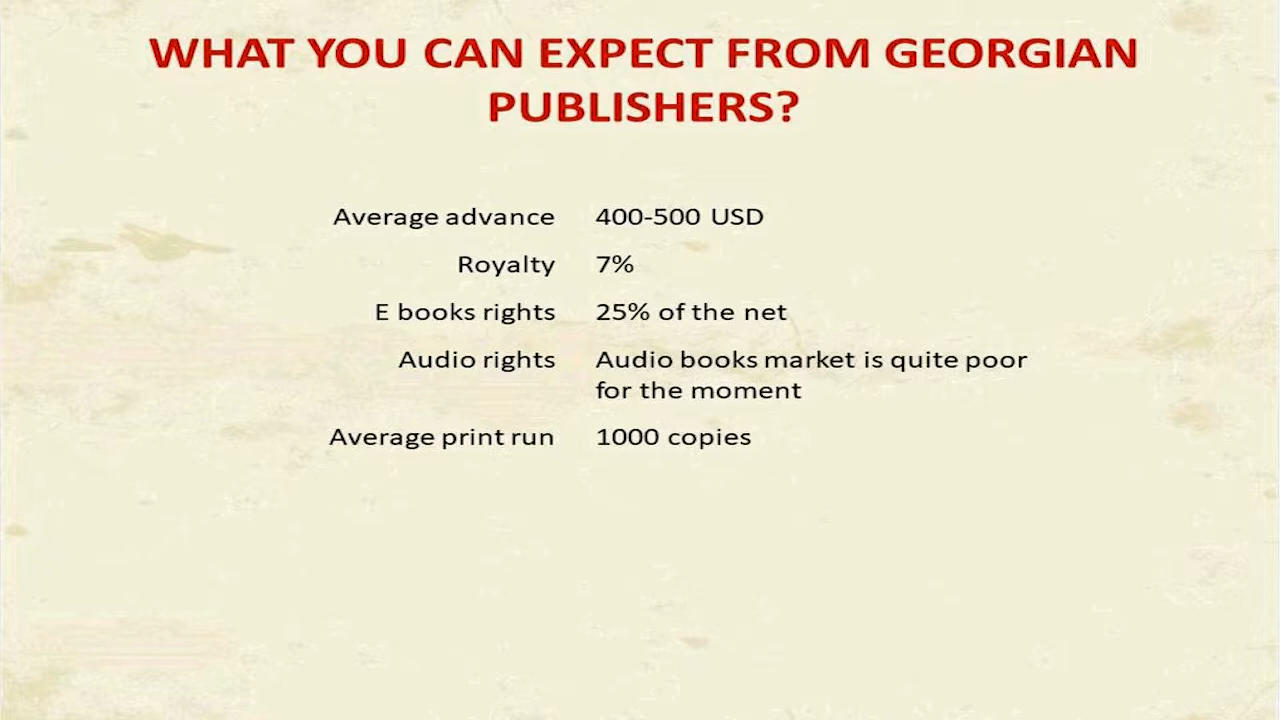 WHAT YOU CAN EXPECT FROM GEORGIAN
PUBLISHERS?
Average advance 400-500 USD
Royalty 7%
E books rights 25% of the net
Audio rights Audio books market is quite poor
for the moment
Average print run 1000 copies